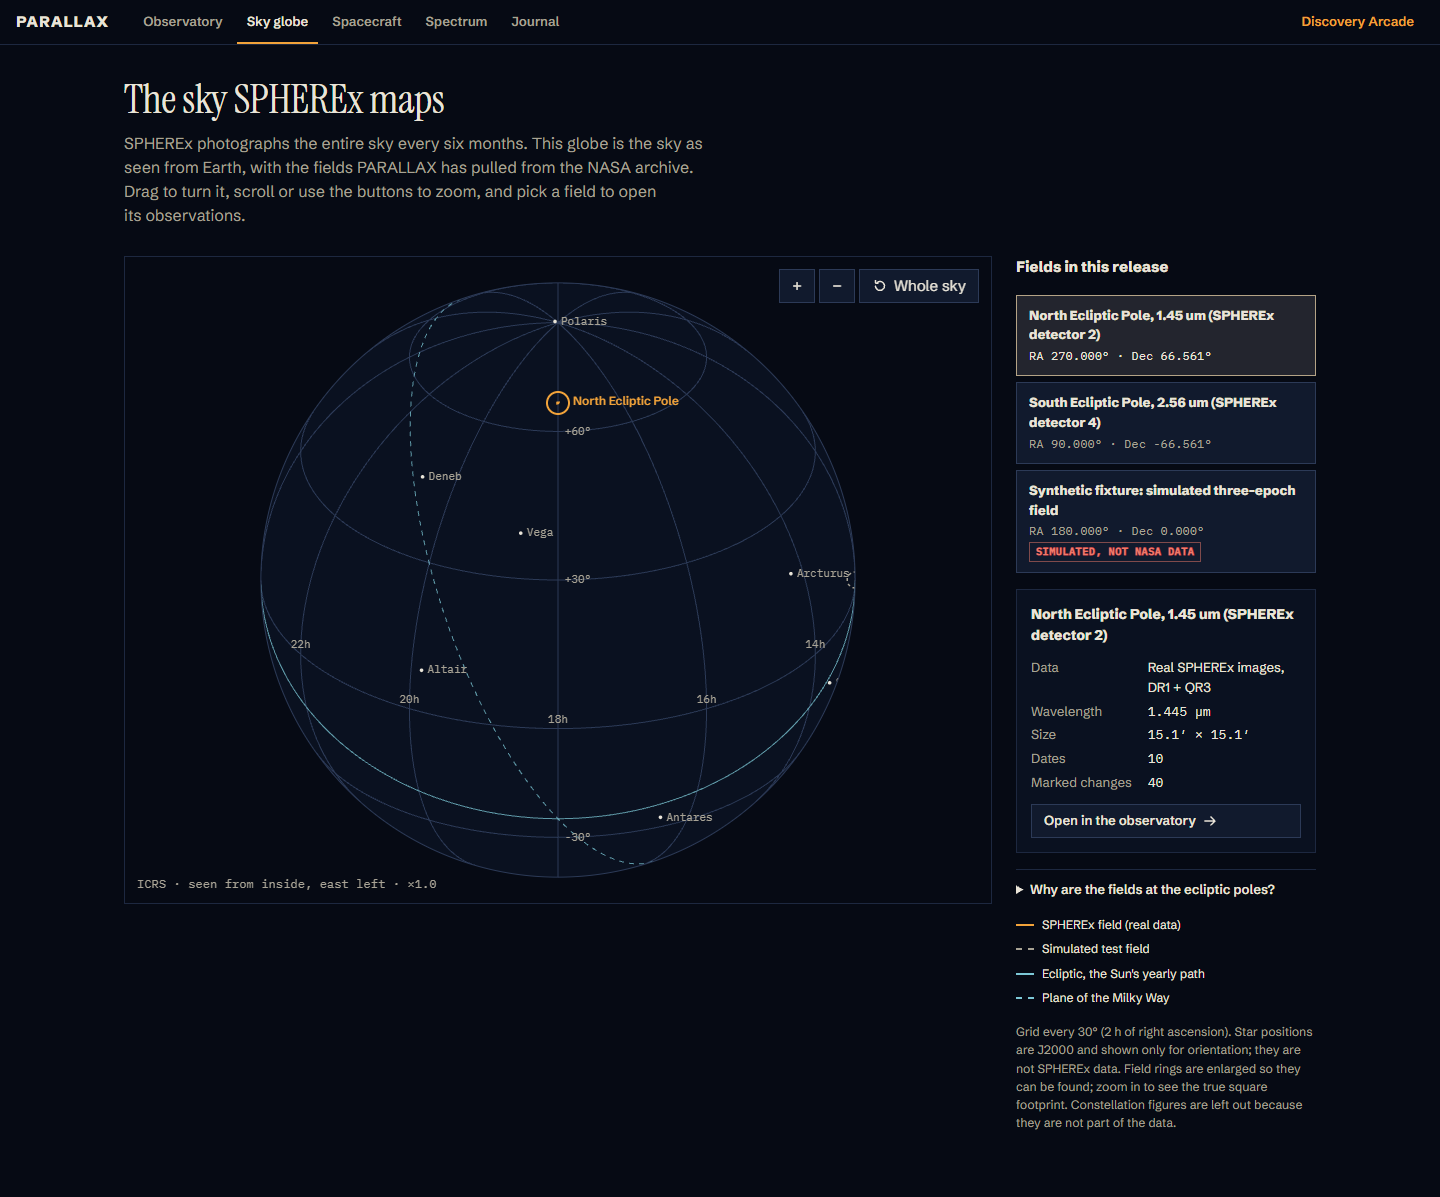 PARALLAX Observatory Sky globe Spacecraft Spectrum Journal Discovery Arcade
The sky SPHEREx maps
SPHEREx photographs the entire sky every six months. This globe is the sky as
seen from Earth, with the fields PARALLAX has pulled from the NASA archive.
Drag to turn it, scroll or use the buttons to zoom, and pick a field to open
its observations.
+ − Whole sky
Polaris
North Ecliptic Pole
+60°
Deneb
Vega
Arcturus
+30°
22h
14h
Altair
20h
16h
18h
Antares
-30°
ICRS · seen from inside, east left · ×1.0
Fields in this release
North Ecliptic Pole, 1.45 um (SPHEREx
detector 2)
RA 270.000° · Dec 66.561°
South Ecliptic Pole, 2.56 um (SPHEREx
detector 4)
RA 90.000° · Dec -66.561°
Synthetic fixture: simulated three-epoch
field
RA 180.000° · Dec 0.000°
SIMULATED, NOT NASA DATA
North Ecliptic Pole, 1.45 um (SPHEREx
detector 2)
Data Real SPHEREx images,
DR1 + QR3
Wavelength 1.445 µm
Size 15.1′ × 15.1′
Dates 10
Marked changes 40
Open in the observatory →
▶ Why are the fields at the ecliptic poles?
SPHEREx field (real data)
Simulated test field
Ecliptic, the Sun's yearly path
Plane of the Milky Way
Grid every 30° (2 h of right ascension). Star positions
are J2000 and shown only for orientation; they are
not SPHEREx data. Field rings are enlarged so they
can be found; zoom in to see the true square
footprint. Constellation figures are left out because
they are not part of the data.